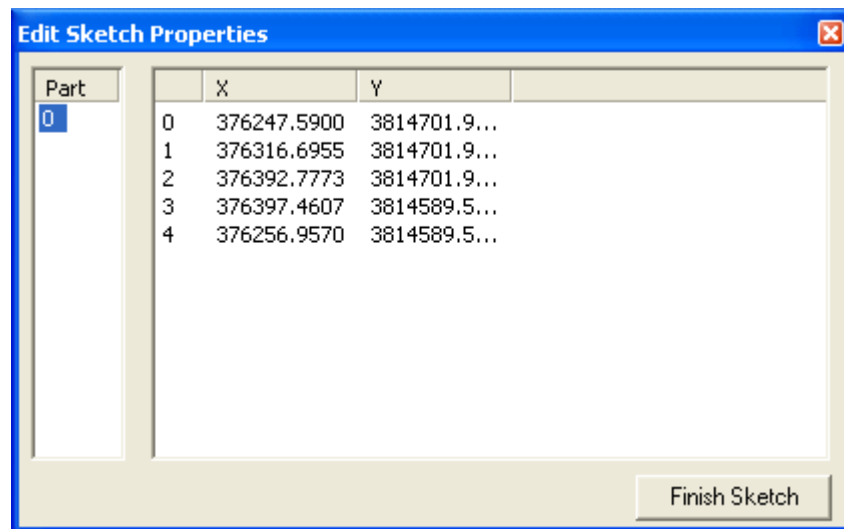 Edit Sketch Properties
Part X Y
0
0 376247.5900 3814701.9...
1 376316.6955 3814701.9...
2 376392.7773 3814701.9...
3 376397.4607 3814589.5...
4 376256.9570 3814589.5...
Finish Sketch